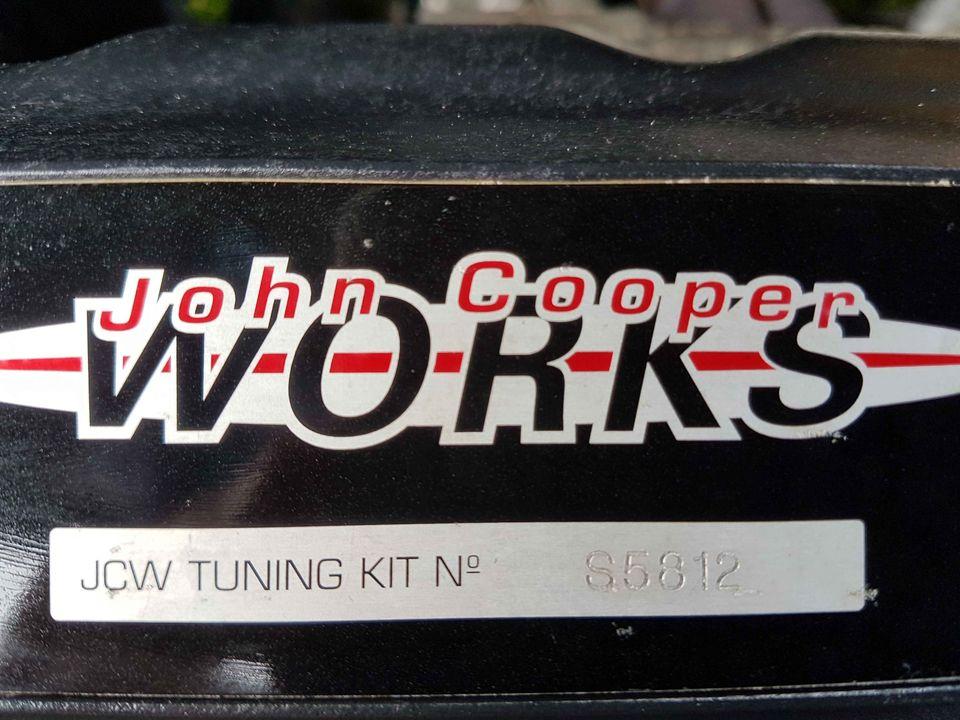 John Cooper
WORKS
JCW TUNING KIT Nº S5812